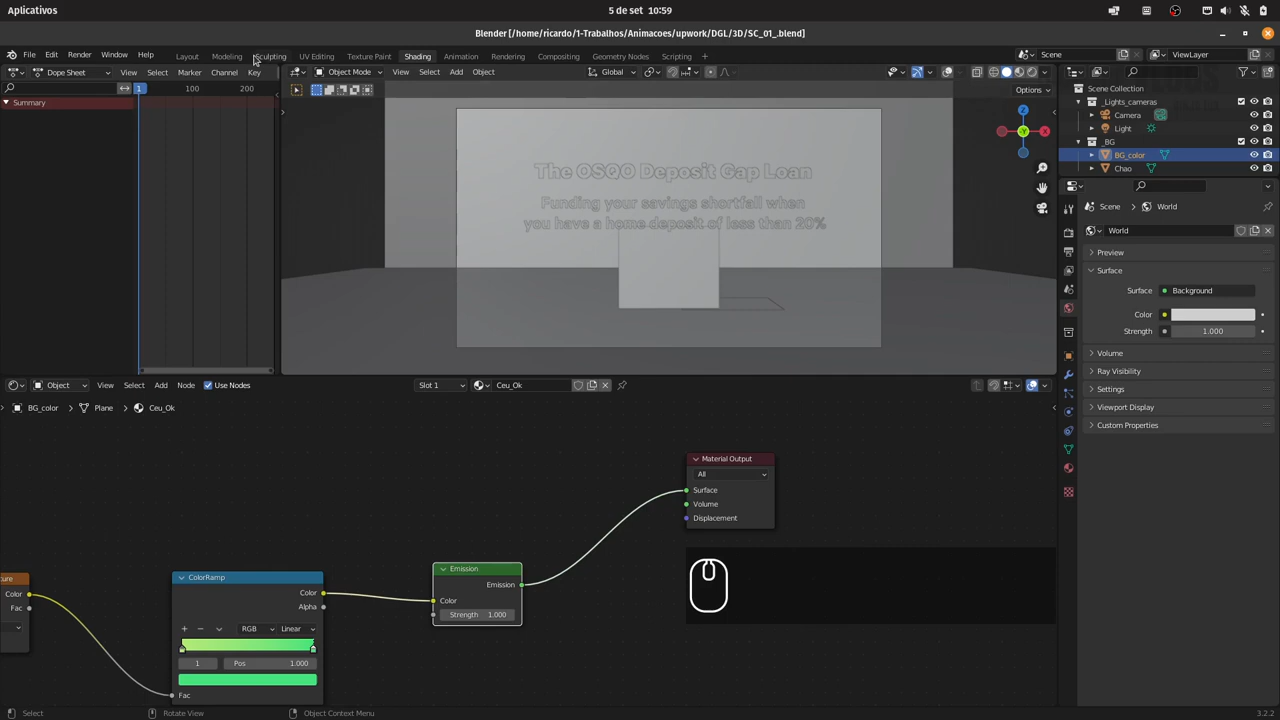 Aplicativos
5 de set 10:59
Blender [/home/ricardo/1-Trabalhos/Animacoes/upwork/DGL/3D/SC_01_.blend]
File Edit Render Window Help
Layout Modeling Sculpting UV Editing Texture Paint Shading Animation Rendering Compositing Geometry Nodes Scripting +
Scene
ViewLayer
Dope Sheet View Select Marker Channel Key
Object Mode View Select Add Object Global
Options
1 100 200
Summary
The OSQO Deposit Gap Loan
Funding your savings shortfall when
you have a home deposit of less than 20%
Z
Y
X
Scene Collection
_Lights_cameras
Camera
Light
_BG
BG_color
Chao
Scene > World
World
Preview
Surface
Surface Background
Color
Strength 1.000
Volume
Ray Visibility
Settings
Viewport Display
Custom Properties
Object View Select Add Node Use Nodes Slot 1 Ceu_Ok
BG_color > Plane > Ceu_Ok
Material Output
All
Surface
Volume
Displacement
Emission
Emission
Color
Strength 1.000
ColorRamp
Color
Alpha
RGB Linear
1 Pos 1.000
Fac
ture
Color
Fac
Select Rotate View Object Context Menu 3.2.2